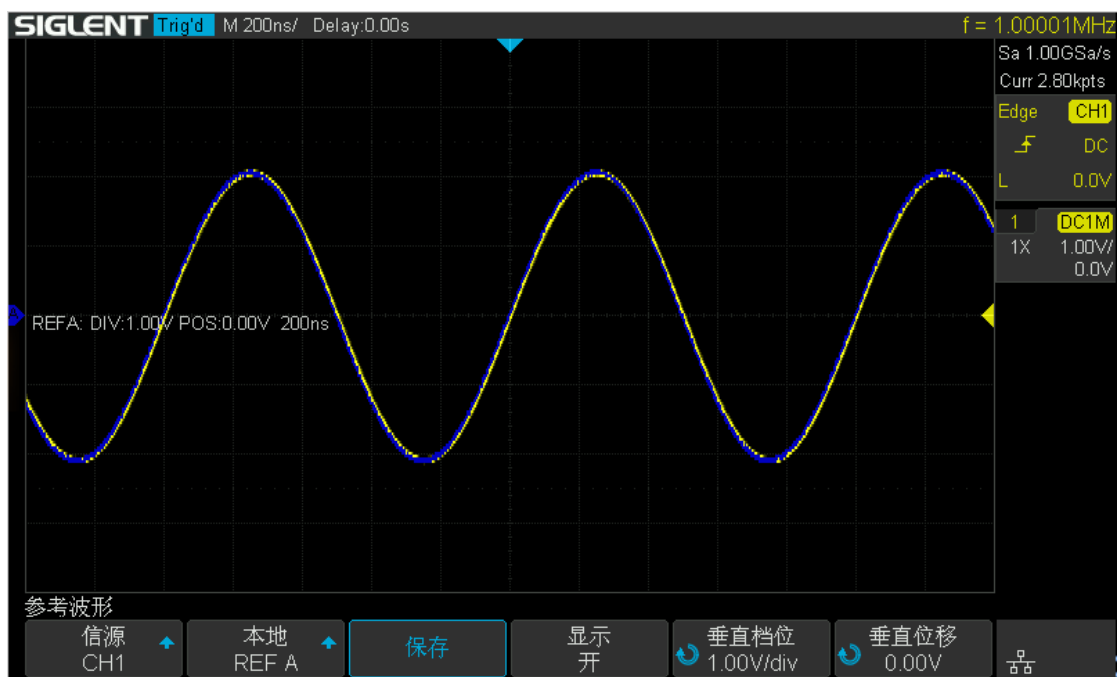 SIGLENT Trig'd M 200ns/ Delay:0.00s f = 1.00001MHz
Sa 1.00GSa/s
Curr 2.80kpts
Edge CH1
DC
L 0.0V
1 DC1M
1X 1.00V/
0.0V
REFA: DIV:1.00V POS:0.00V 200ns
参考波形
信源 本地 保存 显示 垂直档位 垂直位移
CH1 REF A 开 1.00V/div 0.00V